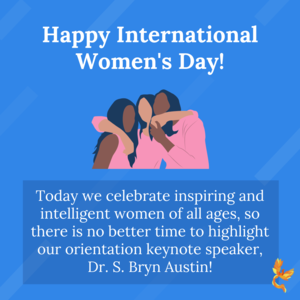 Happy International
Women's Day!
Today we celebrate inspiring and
intelligent women of all ages, so
there is no better time to highlight
our orientation keynote speaker,
Dr. S. Bryn Austin!